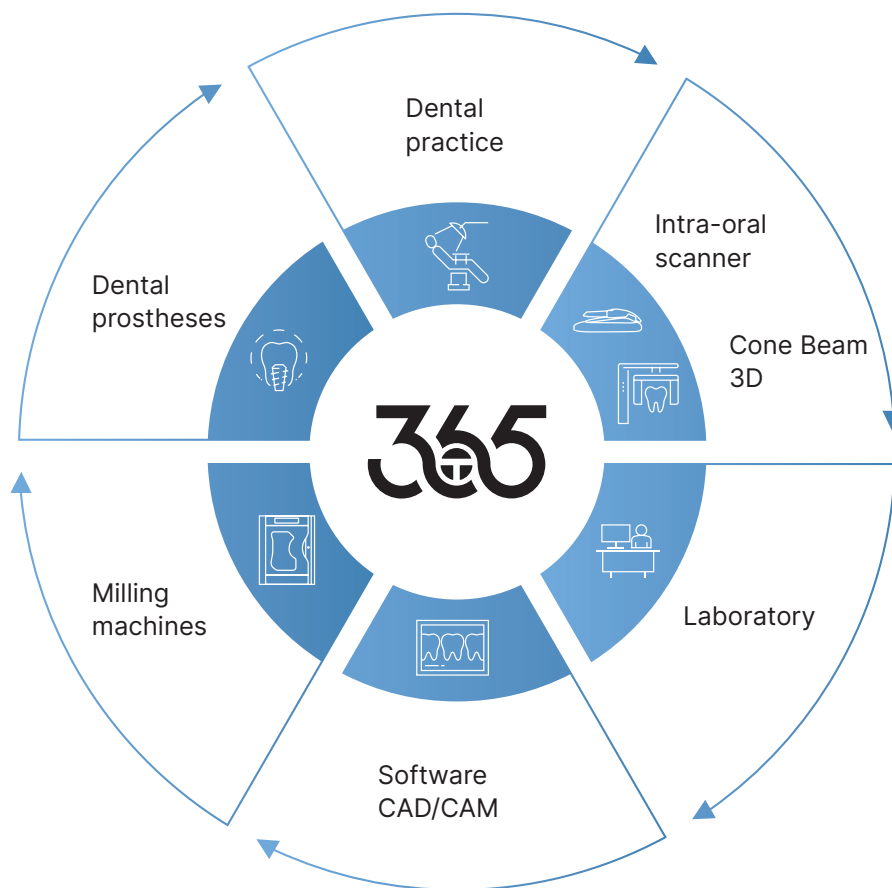 Dental
practice
Intra-oral
scanner
Cone Beam
3D
Laboratory
Software
CAD/CAM
Milling
machines
Dental
prostheses
365